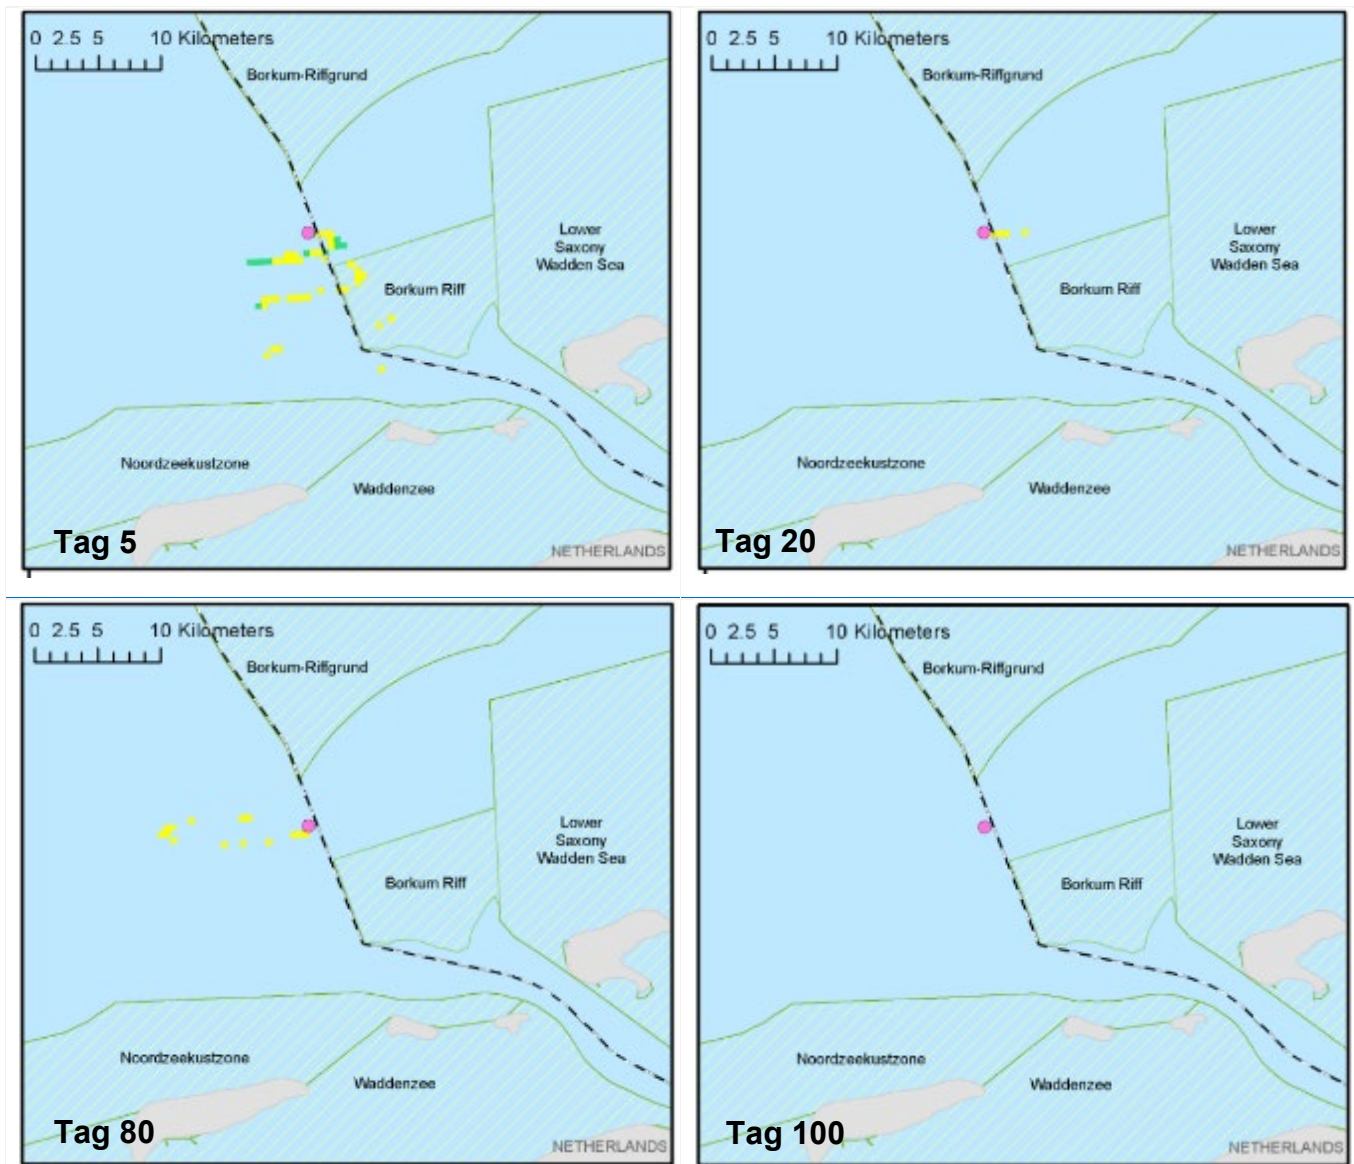 0 2.5 5 10 Kilometers
Borkum-Riffgrund
Lower
Saxony
Wadden Sea
Borkum Riff
Noordzeekustzone
Waddenzee
Tag 5
NETHERLANDS
0 2.5 5 10 Kilometers
Borkum-Riffgrund
Lower
Saxony
Wadden Sea
Borkum Riff
Noordzeekustzone
Waddenzee
Tag 20
NETHERLANDS
0 2.5 5 10 Kilometers
Borkum-Riffgrund
Lower
Saxony
Wadden Sea
Borkum Riff
Noordzeekustzone
Waddenzee
Tag 80
NETHERLANDS
0 2.5 5 10 Kilometers
Borkum-Riffgrund
Lower
Saxony
Wadden Sea
Borkum Riff
Noordzeekustzone
Waddenzee
Tag 100
NETHERLANDS